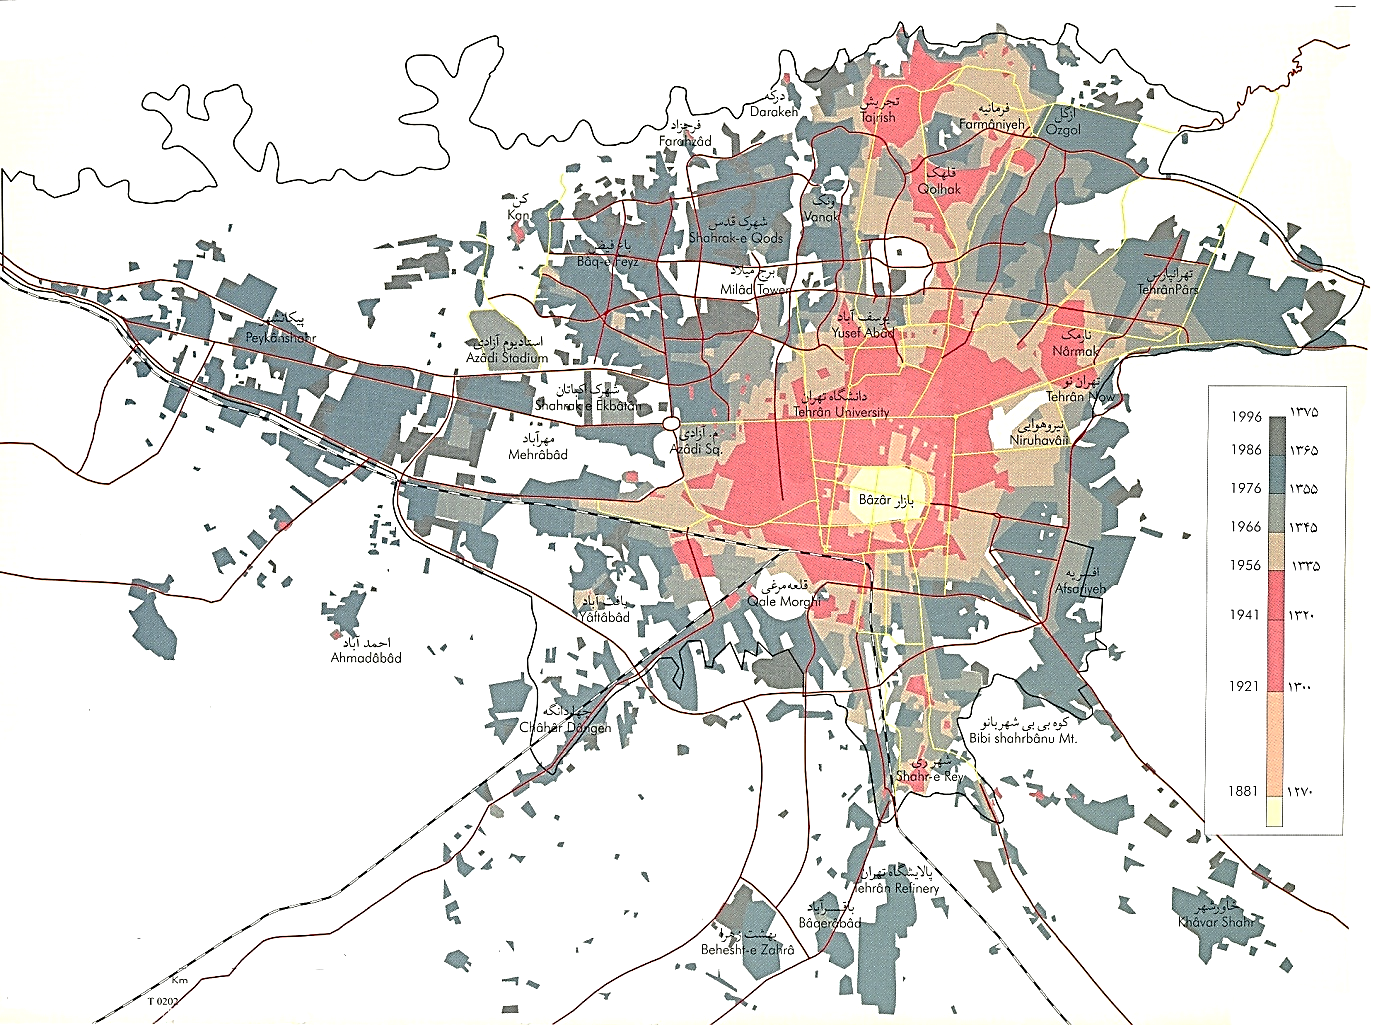 درکه
Darakeh
فرحزاد
Farahzâd
تجریش
Tajrish
فرمانیه
Farmâniyeh
ازگل
Ozgol
قلهک
Qolhak
کن
Kan
ونک
Vanak
شهرک قدس
Shahrak-e Qods
باغ فیض
Bâq-e Feyz
برج میلاد
Milâd Tower
تهرانپارس
TehrânPârs
پیکانشهر
Peykânshahr
استادیوم آزادی
Azâdi Stadium
یوسف آباد
Yusef Abâd
نارمک
Nârmak
شهرک اکباتان
Shahrak-e Ekbâtân
دانشگاه تهران
Tehrân University
تهران نو
Tehrân Now
مهرآباد
Mehrâbâd
م. آزادی
Azâdi Sq.
نیروهوایی
Niruhavâii
Bâzâr بازار
افسریه
Afsariyeh
قلعه‌مرغی
Qale Morghi
یافت آباد
Yâftâbâd
احمد آباد
Ahmadâbâd
چهاردانگه
Châhâr Dângeh
کوه بی بی شهربانو
Bibi shahrbânu Mt.
شهر ری
Shahr-e Rey
پالایشگاه تهران
Tehrân Refinery
باقرآباد
Bâqerâbâd
بهشت زهرا
Behesht-e Zahrâ
خاورشهر
Khâvar Shahr
1996 ۱۳۷۵
1986 ۱۳۶۵
1976 ۱۳۵۵
1966 ۱۳۴۵
1956 ۱۳۳۵
1941 ۱۳۲۰
1921 ۱۳۰۰
1881 ۱۲۷۰
Km
T 0202